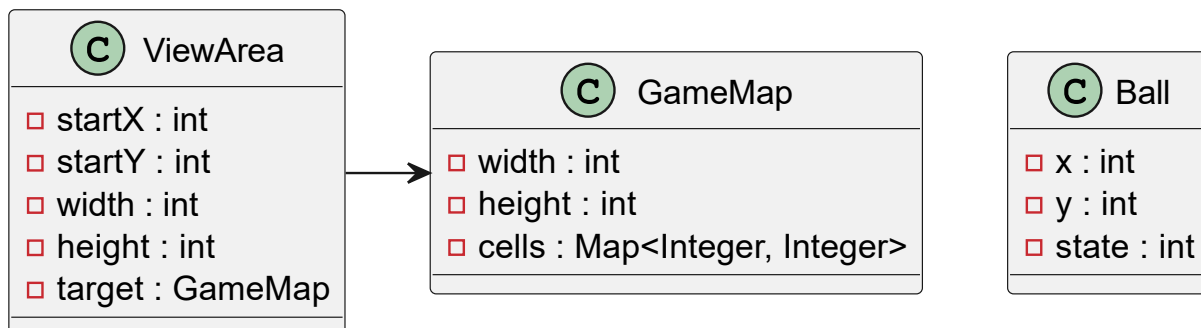 C ViewArea
startX : int
startY : int
width : int
height : int
target : GameMap
C GameMap
width : int
height : int
cells : Map<Integer, Integer>
C Ball
x : int
y : int
state : int